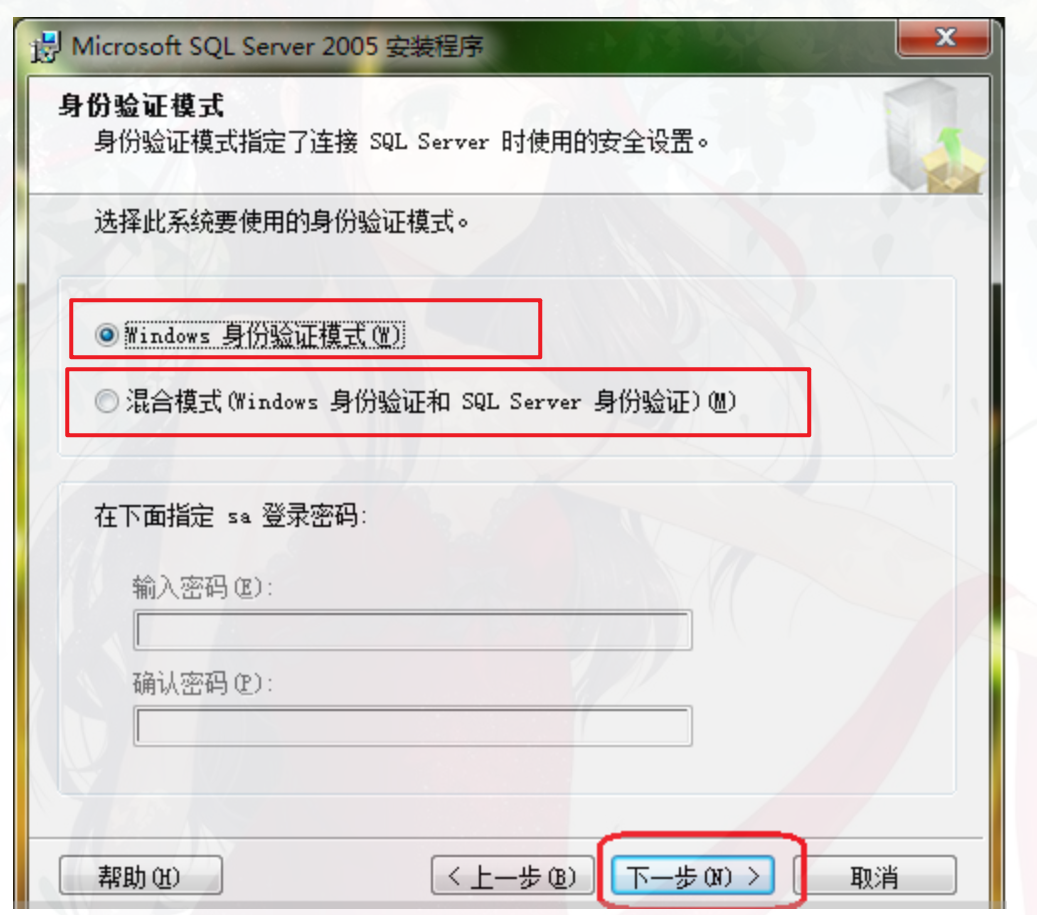 Microsoft SQL Server 2005 安装程序
身份验证模式
身份验证模式指定了连接 SQL Server 时使用的安全设置。
选择此系统要使用的身份验证模式。
Windows 身份验证模式(W)
混合模式(Windows 身份验证和 SQL Server 身份验证)(M)
在下面指定 sa 登录密码:
输入密码(E):
确认密码(P):
帮助(H)
< 上一步(B)
下一步(N) >
取消